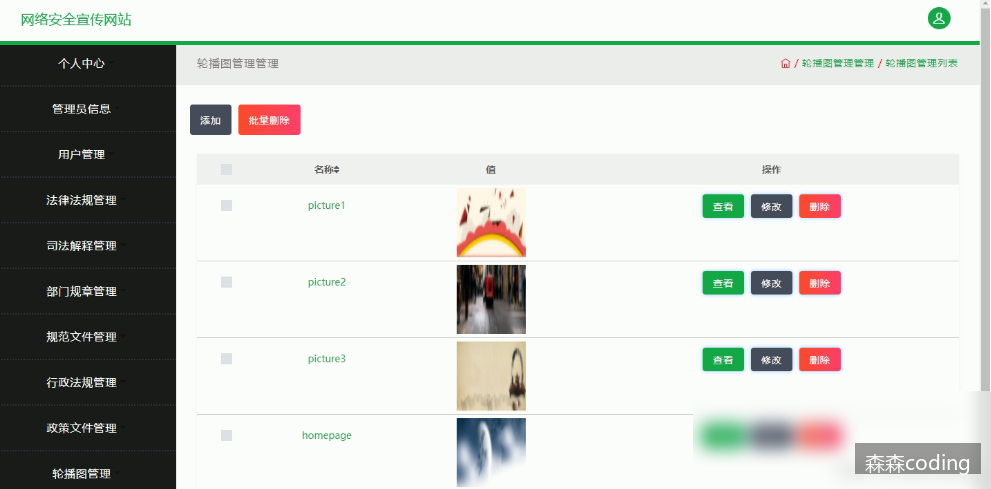 网络安全宣传网站
个人中心
管理员信息
用户管理
法律法规管理
司法解释管理
部门规章管理
规范文件管理
行政法规管理
政策文件管理
轮播图管理
轮播图管理管理
/ 轮播图管理管理 / 轮播图管理列表
添加 批量删除
名称 值 操作
picture1 查看 修改 删除
picture2 查看 修改 删除
picture3 查看 修改 删除
homepage
森森coding